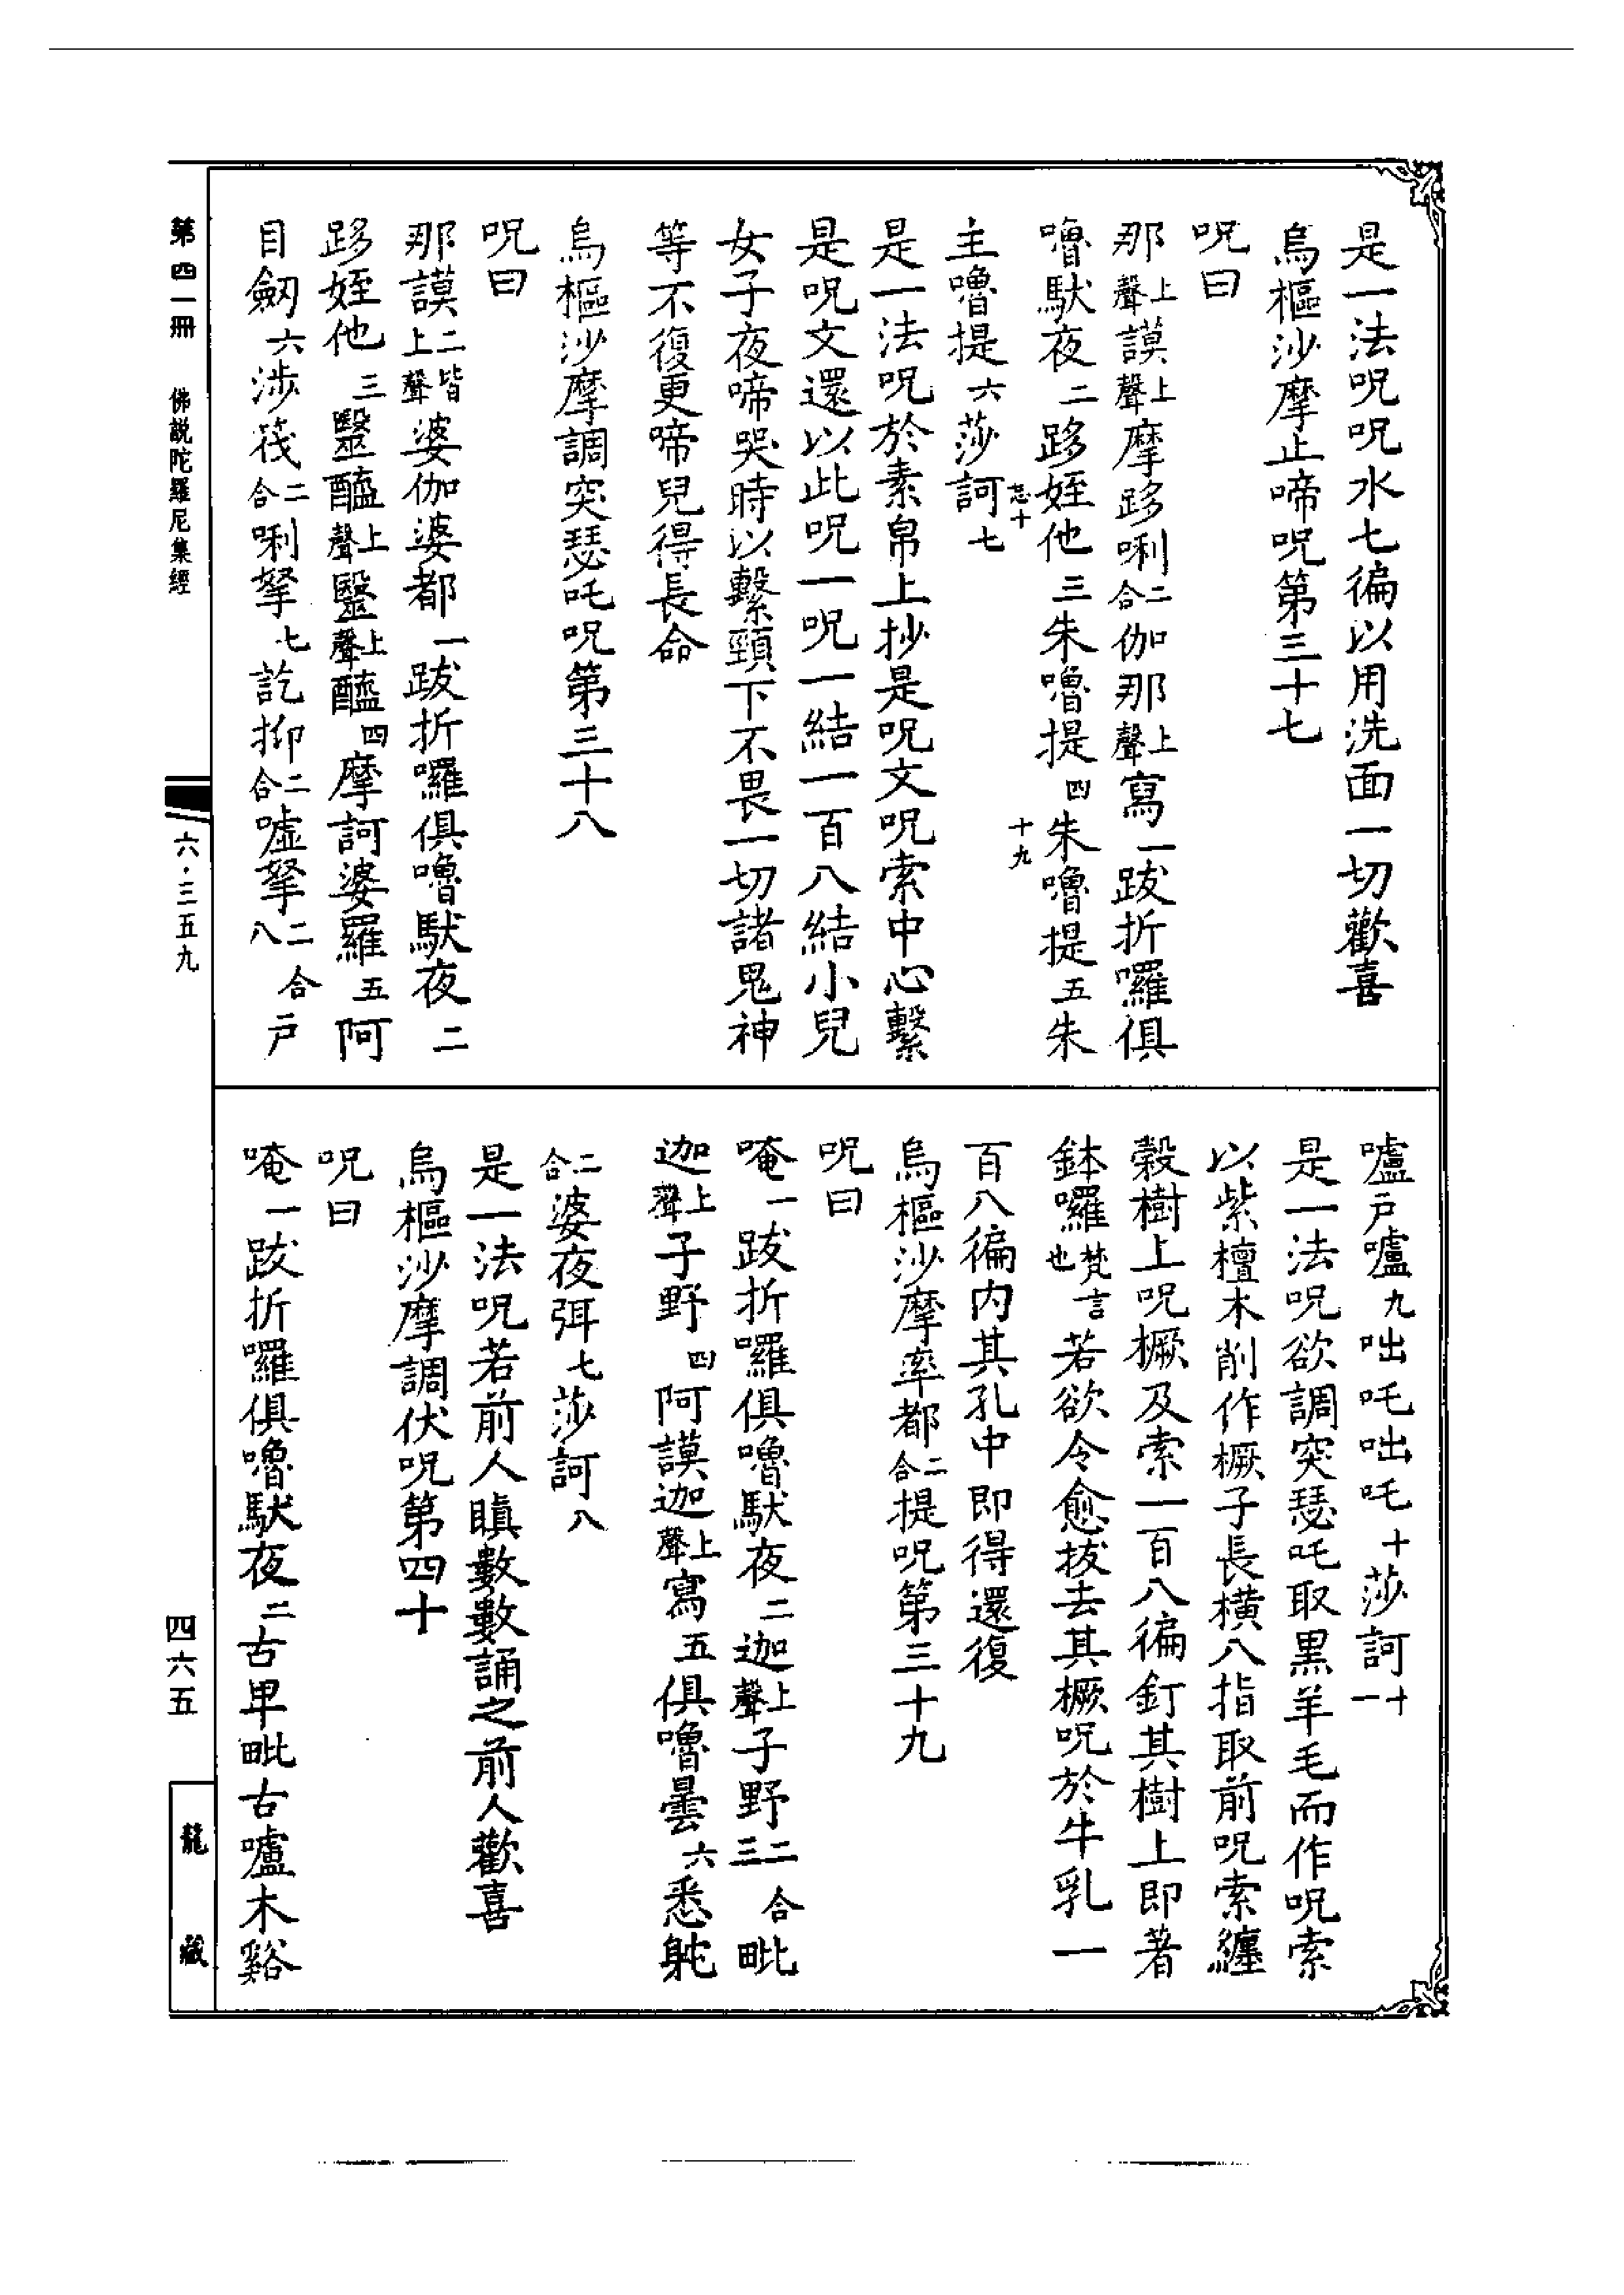 是一法呪呪水七徧以用洗面一切歡喜
烏樞沙摩止啼呪第三十七
呪曰
那上聲謨上聲摩跢唎二合伽那上聲寫一跋折囉俱
嚕馱夜二跢姪他三朱嚕提四朱嚕提五朱
十九
主嚕提六莎訶七
是一法呪於素帛上抄是呪文呪索中心繫
是呪文還以此呪一呪一結一百八結小兒
女子夜啼哭時以繫頸下不畏一切諸鬼神
等不復更啼兒得長命
烏樞沙摩調突瑟吒呪第三十八
呪曰
那謨二皆上聲婆伽婆都一跋折囉俱嚕馱夜二
跢姪他三毉醯上聲毉上聲醯四摩訶婆羅五阿
目劒六涉筏二合唎拏七訖抑二合嘘拏二合八戶
嚧戶嚧九咄吒咄吒十莎訶十一
是一法呪欲調突瑟吒取黑羊毛而作呪索
以紫檀木削作橛子長橫八指取前呪索纏
穀樹上呪橛及索一百八徧釘其樹上即著
鉢囉梵言也若欲令愈拔去其橛呪於牛乳一
百八徧内其孔中即得還復
烏樞沙摩率都二合提呪第三十九
呪曰
唵一跋折囉俱嚕馱夜二迦上聲子野二合三毗
迦上聲子野四阿謨迦上聲寫五俱嚕曇六悉䭾
二合婆夜弭七莎訶八
是一法呪若前人瞋數數誦之前人歡喜
烏樞沙摩調伏呪第四十
呪曰
唵一跋折囉俱嚕馱夜二古毕毗古嚧木谿
第四一冊
佛説陀羅尼集經
六·三五九
四六五
龍藏